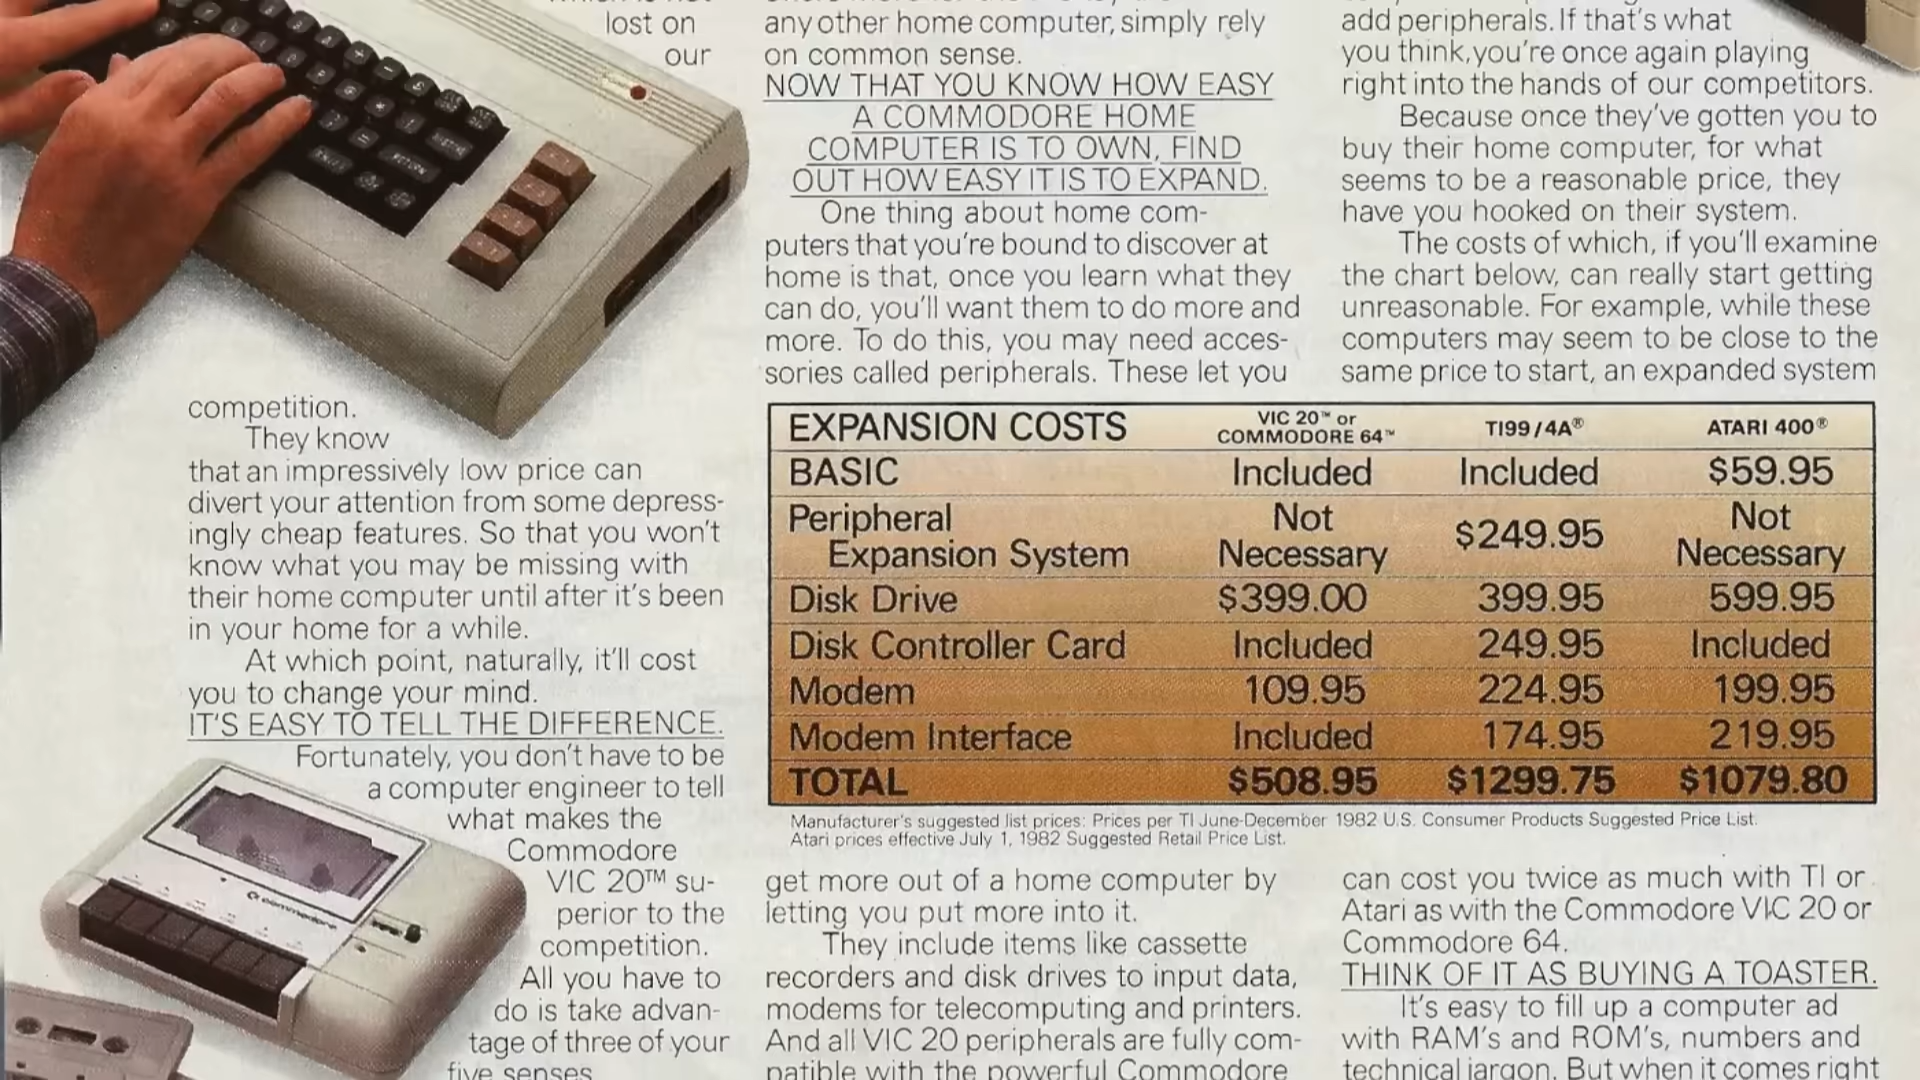 lost on
our
competition.
They know
that an impressively low price can
divert your attention from some depress-
ingly cheap features. So that you won't
know what you may be missing with
their home computer until after it's been
in your home for a while.
At which point, naturally, it'll cost
you to change your mind.
IT'S EASY TO TELL THE DIFFERENCE.
Fortunately, you don't have to be
a computer engineer to tell
what makes the
Commodore
VIC 20™ su-
perior to the
competition.
All you have to
do is take advan-
tage of three of your
five senses
commodore
any other home computer, simply rely
on common sense.
NOW THAT YOU KNOW HOW EASY
A COMMODORE HOME
COMPUTER IS TO OWN, FIND
OUT HOW EASY IT IS TO EXPAND.
One thing about home com-
puters that you're bound to discover at
home is that, once you learn what they
can do, you'll want them to do more and
more. To do this, you may need acces-
sories called peripherals. These let you
add peripherals. If that's what
you think, you're once again playing
right into the hands of our competitors.
Because once they've gotten you to
buy their home computer, for what
seems to be a reasonable price, they
have you hooked on their system.
The costs of which, if you'll examine
the chart below, can really start getting
unreasonable. For example, while these
computers may seem to be close to the
same price to start, an expanded system
EXPANSION COSTS VIC 20™ or COMMODORE 64™ TI99/4A® ATARI 400®
BASIC Included Included $59.95
Peripheral Expansion System Not Necessary $249.95 Not Necessary
Disk Drive $399.00 399.95 599.95
Disk Controller Card Included 249.95 Included
Modem 109.95 224.95 199.95
Modem Interface Included 174.95 219.95
TOTAL $508.95 $1299.75 $1079.80
Manufacturer's suggested list prices: Prices per TI June-December 1982 U.S. Consumer Products Suggested Price List.
Atari prices effective July 1, 1982 Suggested Retail Price List.
get more out of a home computer by
letting you put more into it.
They include items like cassette
recorders and disk drives to input data,
modems for telecomputing and printers.
And all VIC 20 peripherals are fully com-
patible with the powerful Commodore
can cost you twice as much with TI or
Atari as with the Commodore VIC 20 or
Commodore 64.
THINK OF IT AS BUYING A TOASTER.
It's easy to fill up a computer ad
with RAM's and ROM's, numbers and
technical jargon. But when it comes right